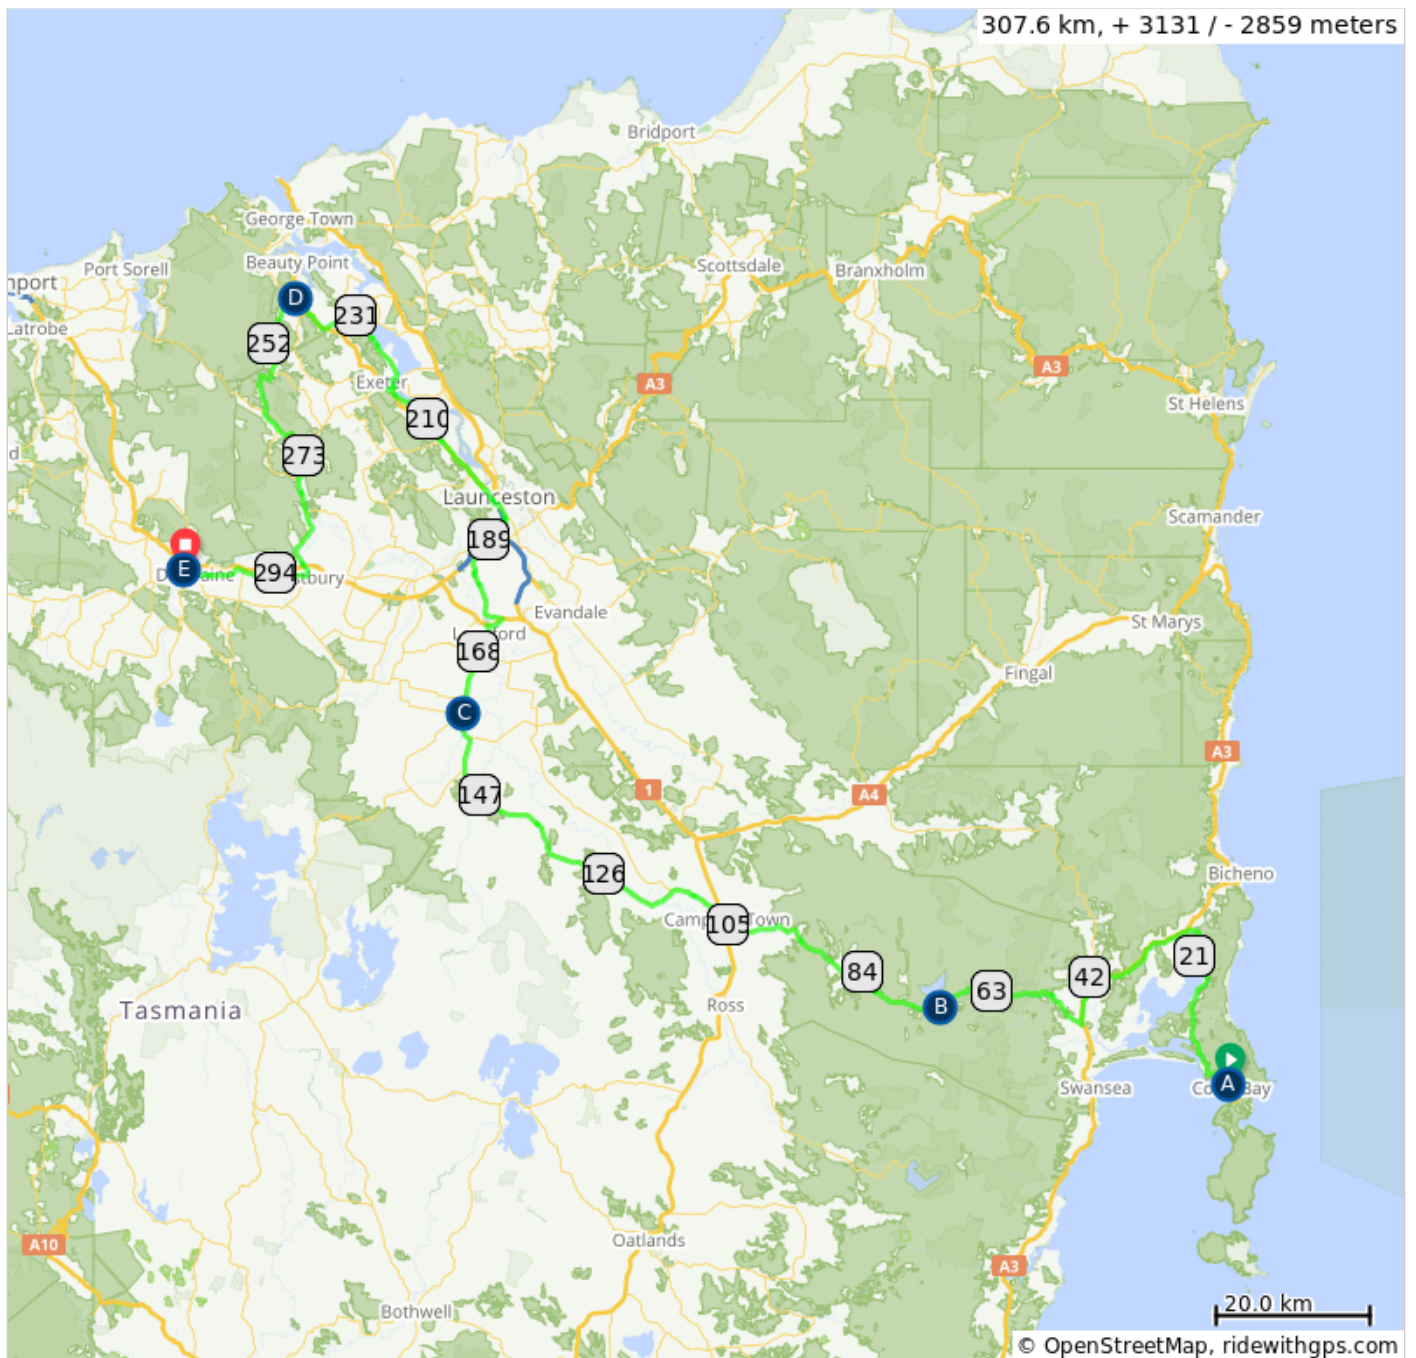 307.6 km, + 3131 / - 2859 meters
Bridport
George Town
Beauty Point
Port Sorell
Scottsdale
Branxholm
nport
D
231
Latrobe
252
A3
A3
Exeter
St Helens
210
d
273
Launceston
Scamander
189
E
294
Evandale
St Marys
168
Fingal
C
A3
147
1
A4
126
Bicheno
105
21
84
42
63
B
Tasmania
Ross
Swansea
A
Bay
Oatlands
A10
A3
20.0 km
Bothwell
© OpenStreetMap, ridewithgps.com